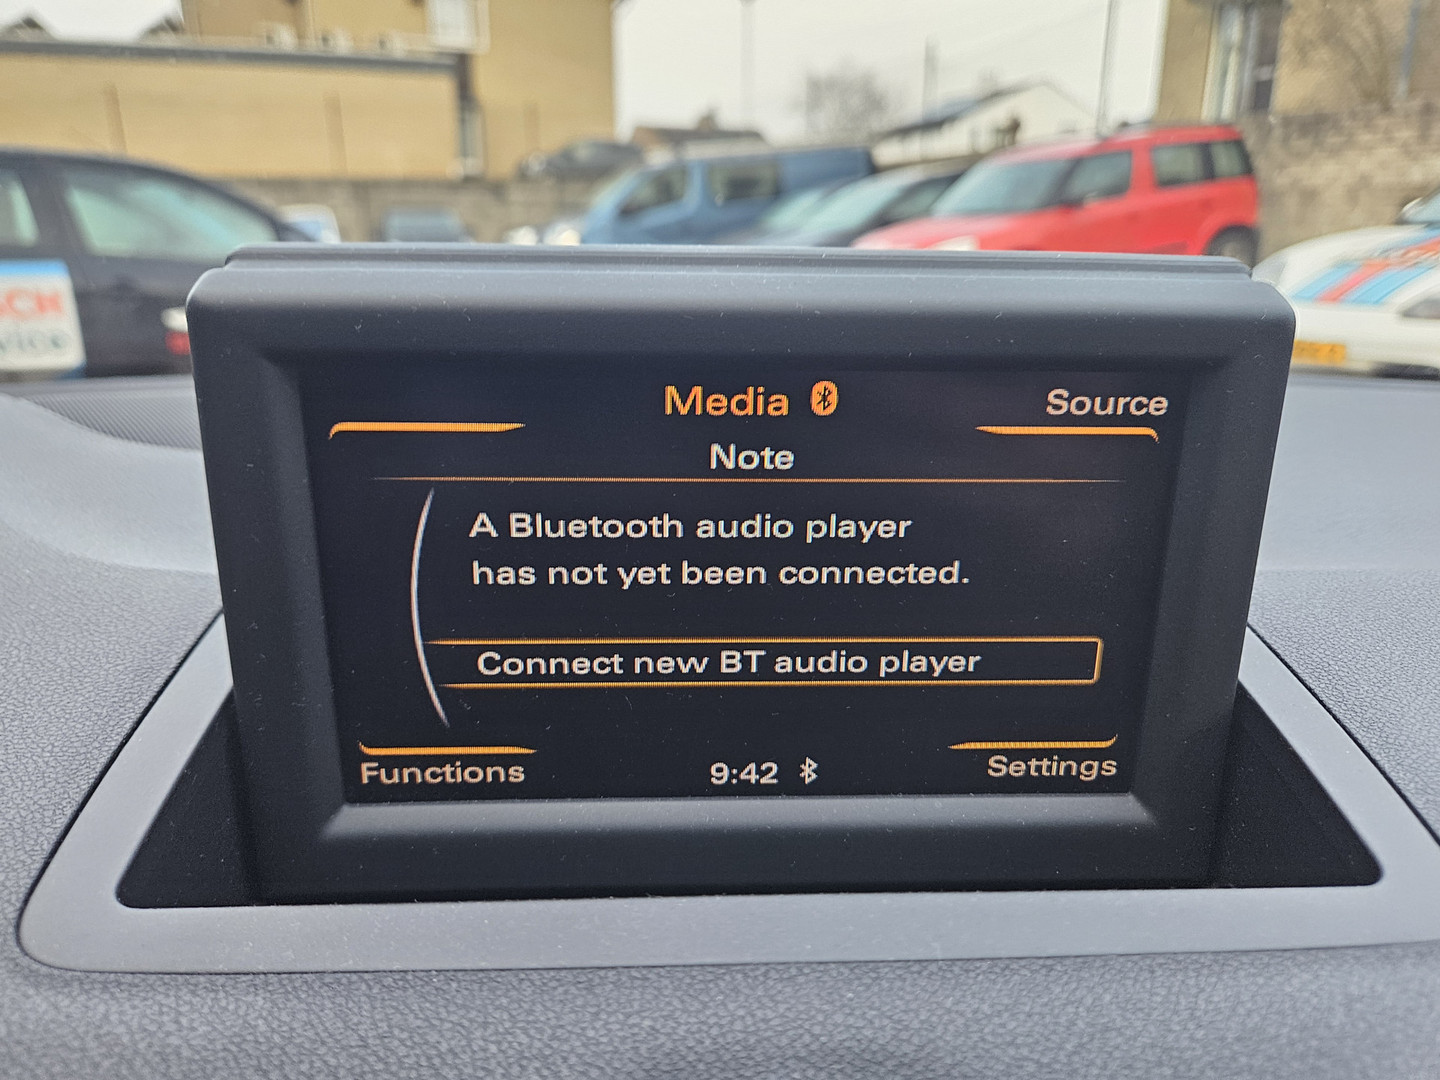 Media
Source
Note
A Bluetooth audio player
has not yet been connected.
Connect new BT audio player
Functions
9:42
Settings